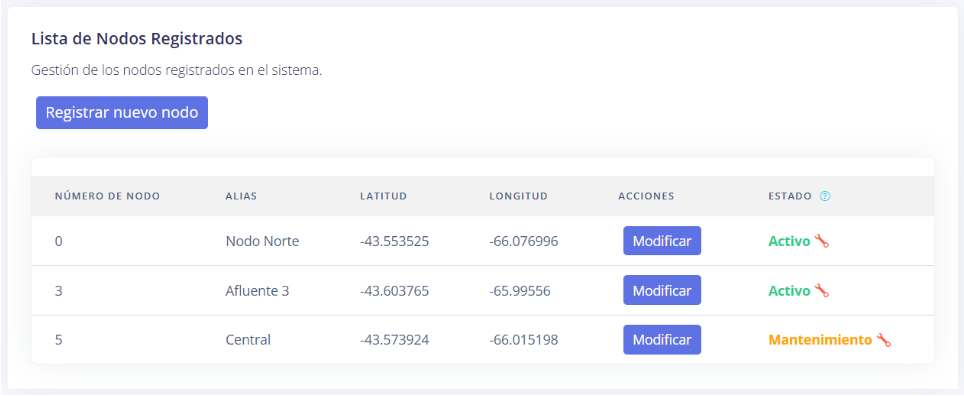 Lista de Nodos Registrados
Gestión de los nodos registrados en el sistema.
Registrar nuevo nodo
NÚMERO DE NODO ALIAS LATITUD LONGITUD ACCIONES ESTADO ?
0 Nodo Norte -43.553525 -66.076996 Modificar Activo
3 Afluente 3 -43.603765 -65.99556 Modificar Activo
5 Central -43.573924 -66.015198 Modificar Mantenimiento